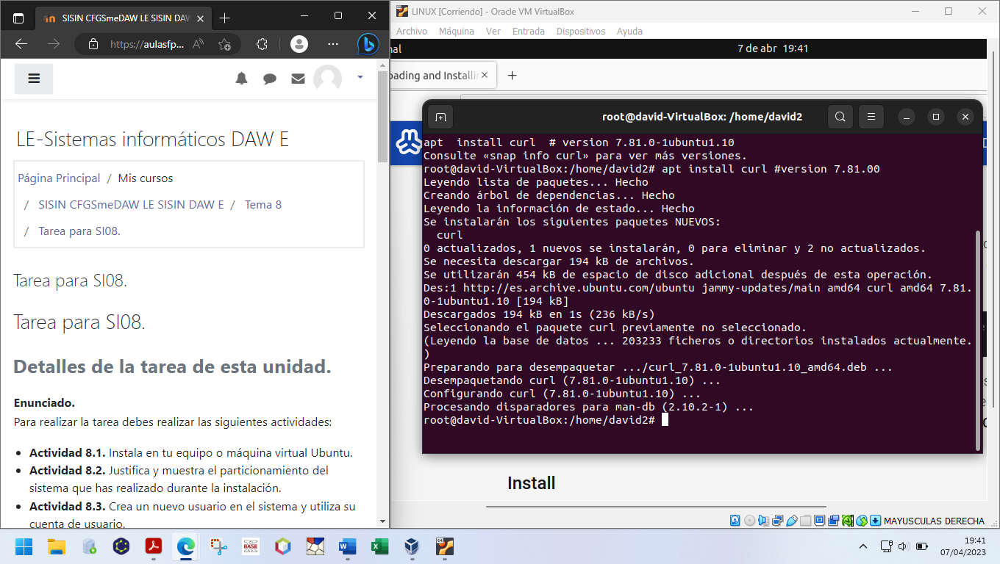 SISIN CFGSmeDAW LE SISIN DAW
https://aulasfp...
LE-Sistemas informáticos DAW E
Página Principal / Mis cursos
/ SISIN CFGSmeDAW LE SISIN DAW E / Tema 8
/ Tarea para SI08.
Tarea para SI08.
Tarea para SI08.
Detalles de la tarea de esta unidad.
Enunciado.
Para realizar la tarea debes realizar las siguientes actividades:
• Actividad 8.1. Instala en tu equipo o máquina virtual Ubuntu.
• Actividad 8.2. Justifica y muestra el particionamiento del
sistema que has realizado durante la instalación.
• Actividad 8.3. Crea un nuevo usuario en el sistema y utiliza su
cuenta de usuario.
LINUX [Corriendo] - Oracle VM VirtualBox
Archivo Máquina Ver Entrada Dispositivos Ayuda
nal
7 de abr 19:41
oading and Installi
root@david-VirtualBox: /home/david2
apt  install curl  # version 7.81.0-1ubuntu1.10
Consulte «snap info curl» para ver más versiones.
root@david-VirtualBox:/home/david2# apt install curl #version 7.81.00
Leyendo lista de paquetes... Hecho
Creando árbol de dependencias... Hecho
Leyendo la información de estado... Hecho
Se instalarán los siguientes paquetes NUEVOS:
  curl
0 actualizados, 1 nuevos se instalarán, 0 para eliminar y 2 no actualizados.
Se necesita descargar 194 kB de archivos.
Se utilizarán 454 kB de espacio de disco adicional después de esta operación.
Des:1 http://es.archive.ubuntu.com/ubuntu jammy-updates/main amd64 curl amd64 7.81.
0-1ubuntu1.10 [194 kB]
Descargados 194 kB en 1s (236 kB/s)
Seleccionando el paquete curl previamente no seleccionado.
(Leyendo la base de datos ... 203233 ficheros o directorios instalados actualmente.
)
Preparando para desempaquetar .../curl_7.81.0-1ubuntu1.10_amd64.deb ...
Desempaquetando curl (7.81.0-1ubuntu1.10) ...
Configurando curl (7.81.0-1ubuntu1.10) ...
Procesando disparadores para man-db (2.10.2-1) ...
root@david-VirtualBox:/home/david2#
Install
MAYUSCULAS DERECHA
BASE
64
19:41
07/04/2023